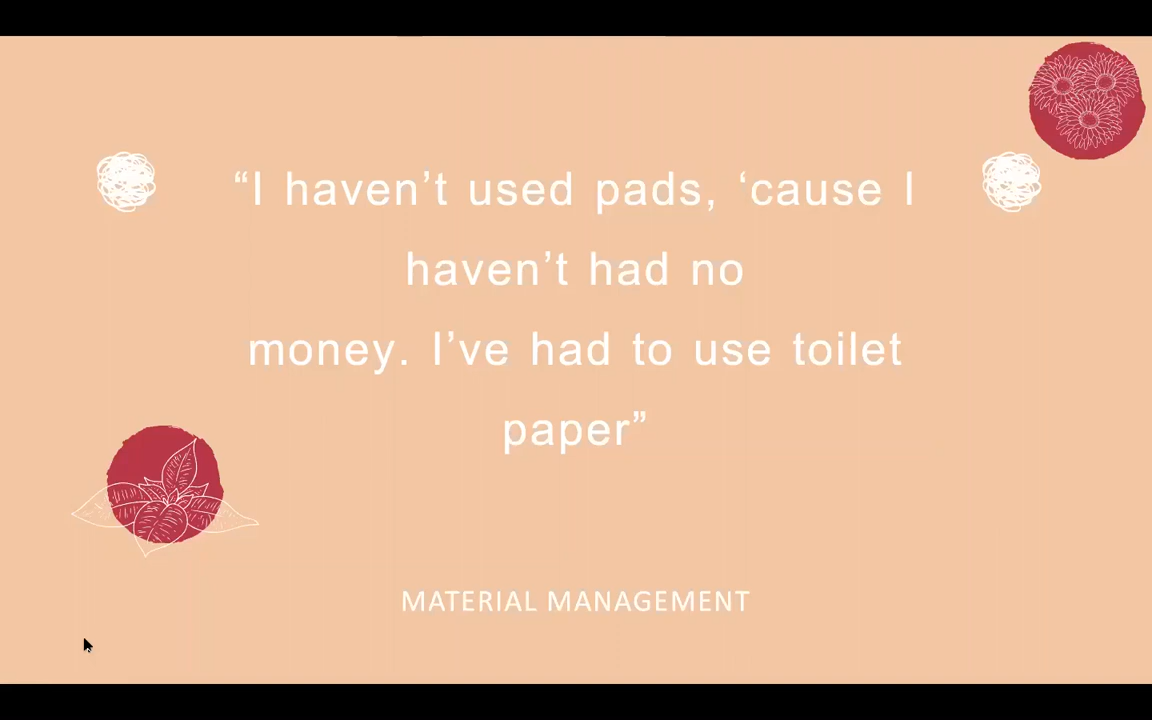 “I haven’t used pads, ‘cause I
haven’t had no
money. I’ve had to use toilet
paper”
MATERIAL MANAGEMENT